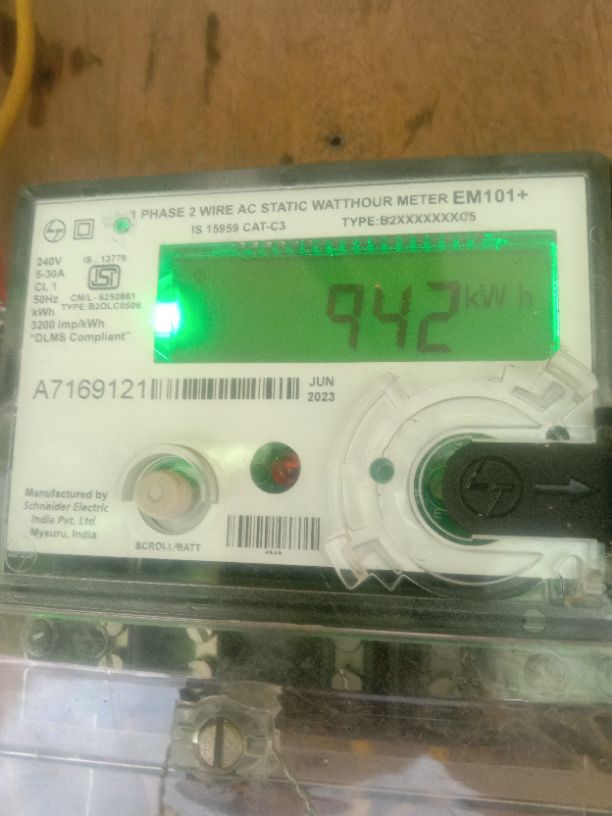 1 PHASE 2 WIRE AC STATIC WATTHOUR METER EM101+
IS 15959 CAT-C3 TYPE:B2XXXXXXXC5
240V IS : 13779
5-30A
CL 1
50Hz CM/L - 6250861
kWh TYPE B2DLC0506
3200 imp/kWh
"DLMS Compliant"
942 kWh
A7169121 JUN
2023
Manufactured by
Schneider Electric
India Pvt. Ltd.
Mysuru, India
SCROLL/BATT